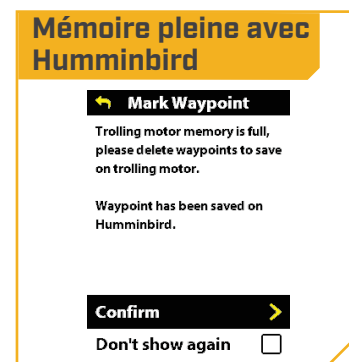 Mémoire pleine avec
Humminbird
Mark Waypoint
Trolling motor memory is full,
please delete waypoints to save
on trolling motor.
Waypoint has been saved on
Humminbird.
Confirm
Don't show again